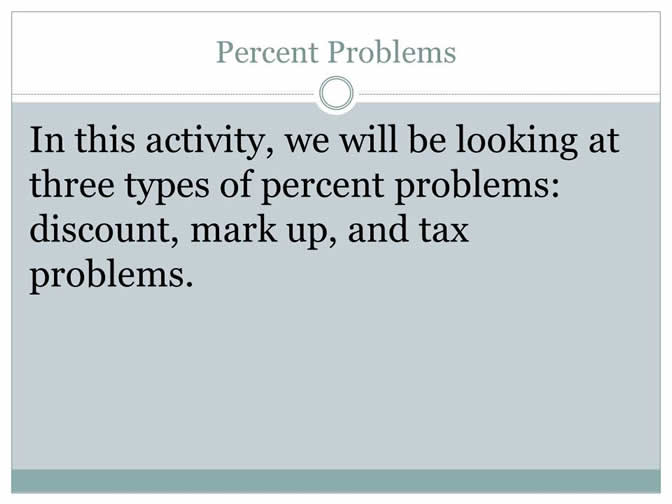 Percent Problems
In this activity, we will be looking at
three types of percent problems:
discount, mark up, and tax
problems.